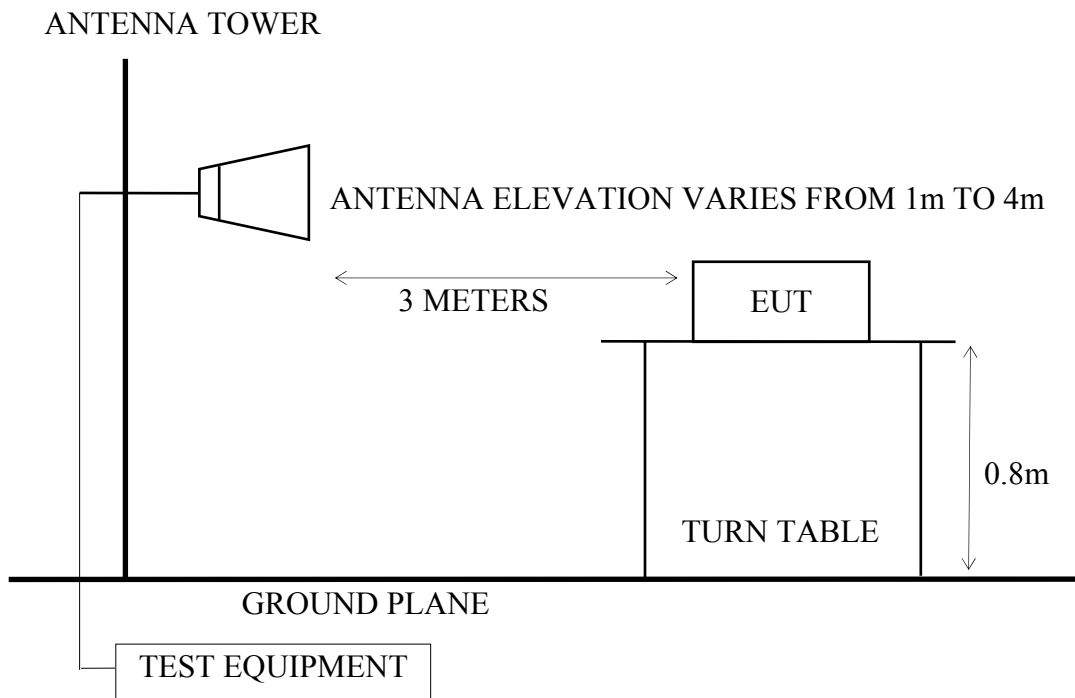 ANTENNA TOWER
ANTENNA ELEVATION VARIES FROM 1m TO 4m
3 METERS
EUT
0.8m
TURN TABLE
GROUND PLANE
TEST EQUIPMENT